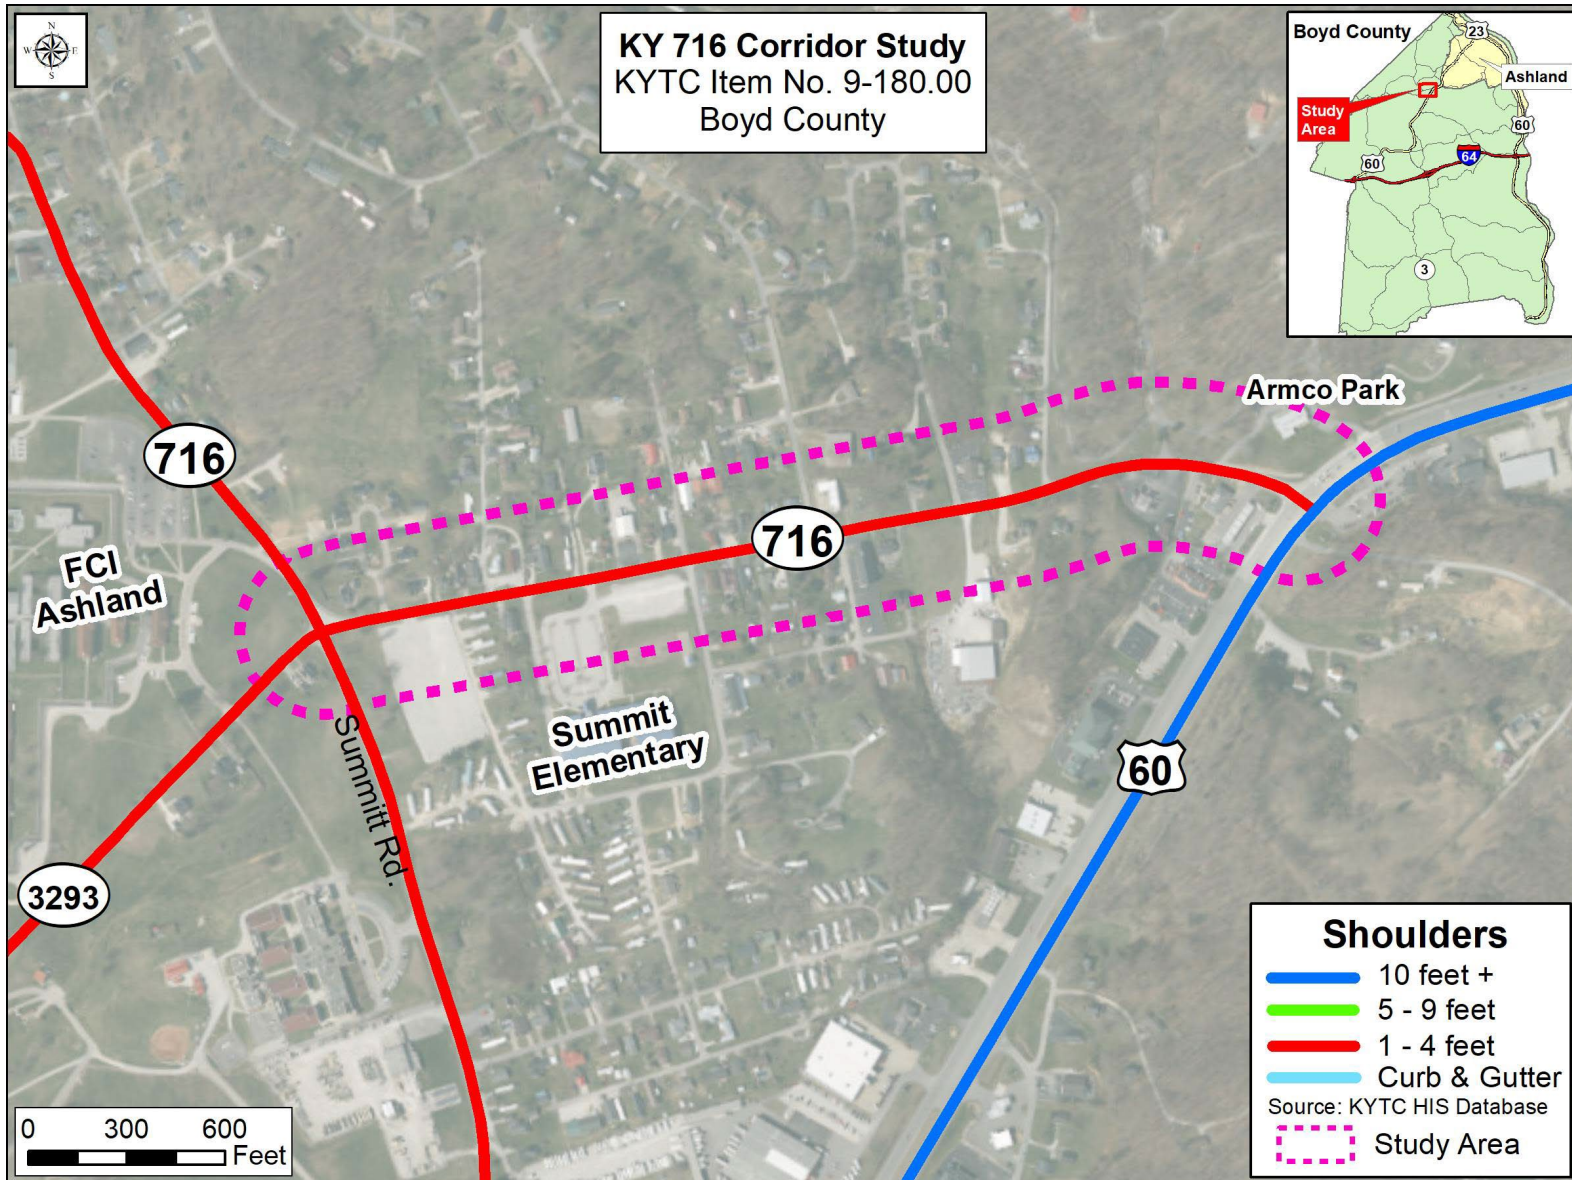 N
W E
S
KY 716 Corridor Study
KYTC Item No. 9-180.00
Boyd County
Boyd County
23
Ashland
Study
Area
60
60
64
3
Armco Park
716
716
FCI
Ashland
Summit
Elementary
Summitt Rd.
60
3293
Shoulders
10 feet +
5 - 9 feet
1 - 4 feet
Curb & Gutter
Source: KYTC HIS Database
Study Area
0 300 600
Feet